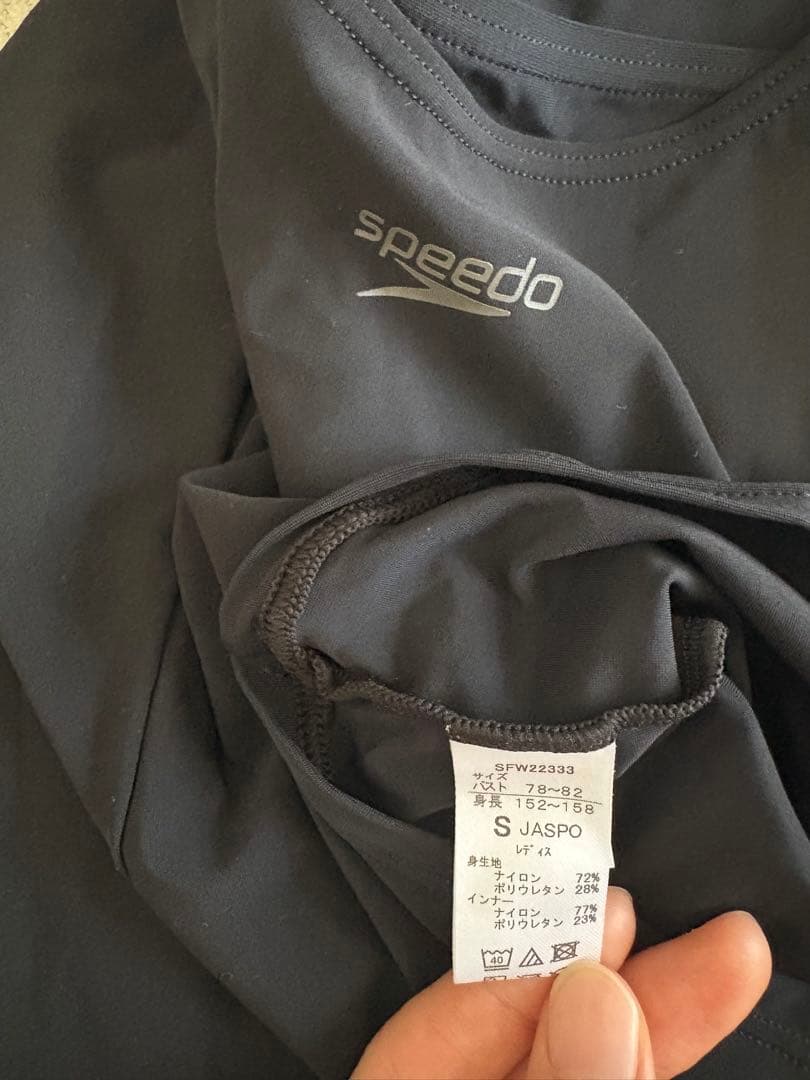 speedo
SFW22333
サイズ
バスト 78〜82
身長 152〜158
S JASPO
レディス
身生地
ナイロン 72%
ポリウレタン 28%
インナー
ナイロン 77%
ポリウレタン 23%
40